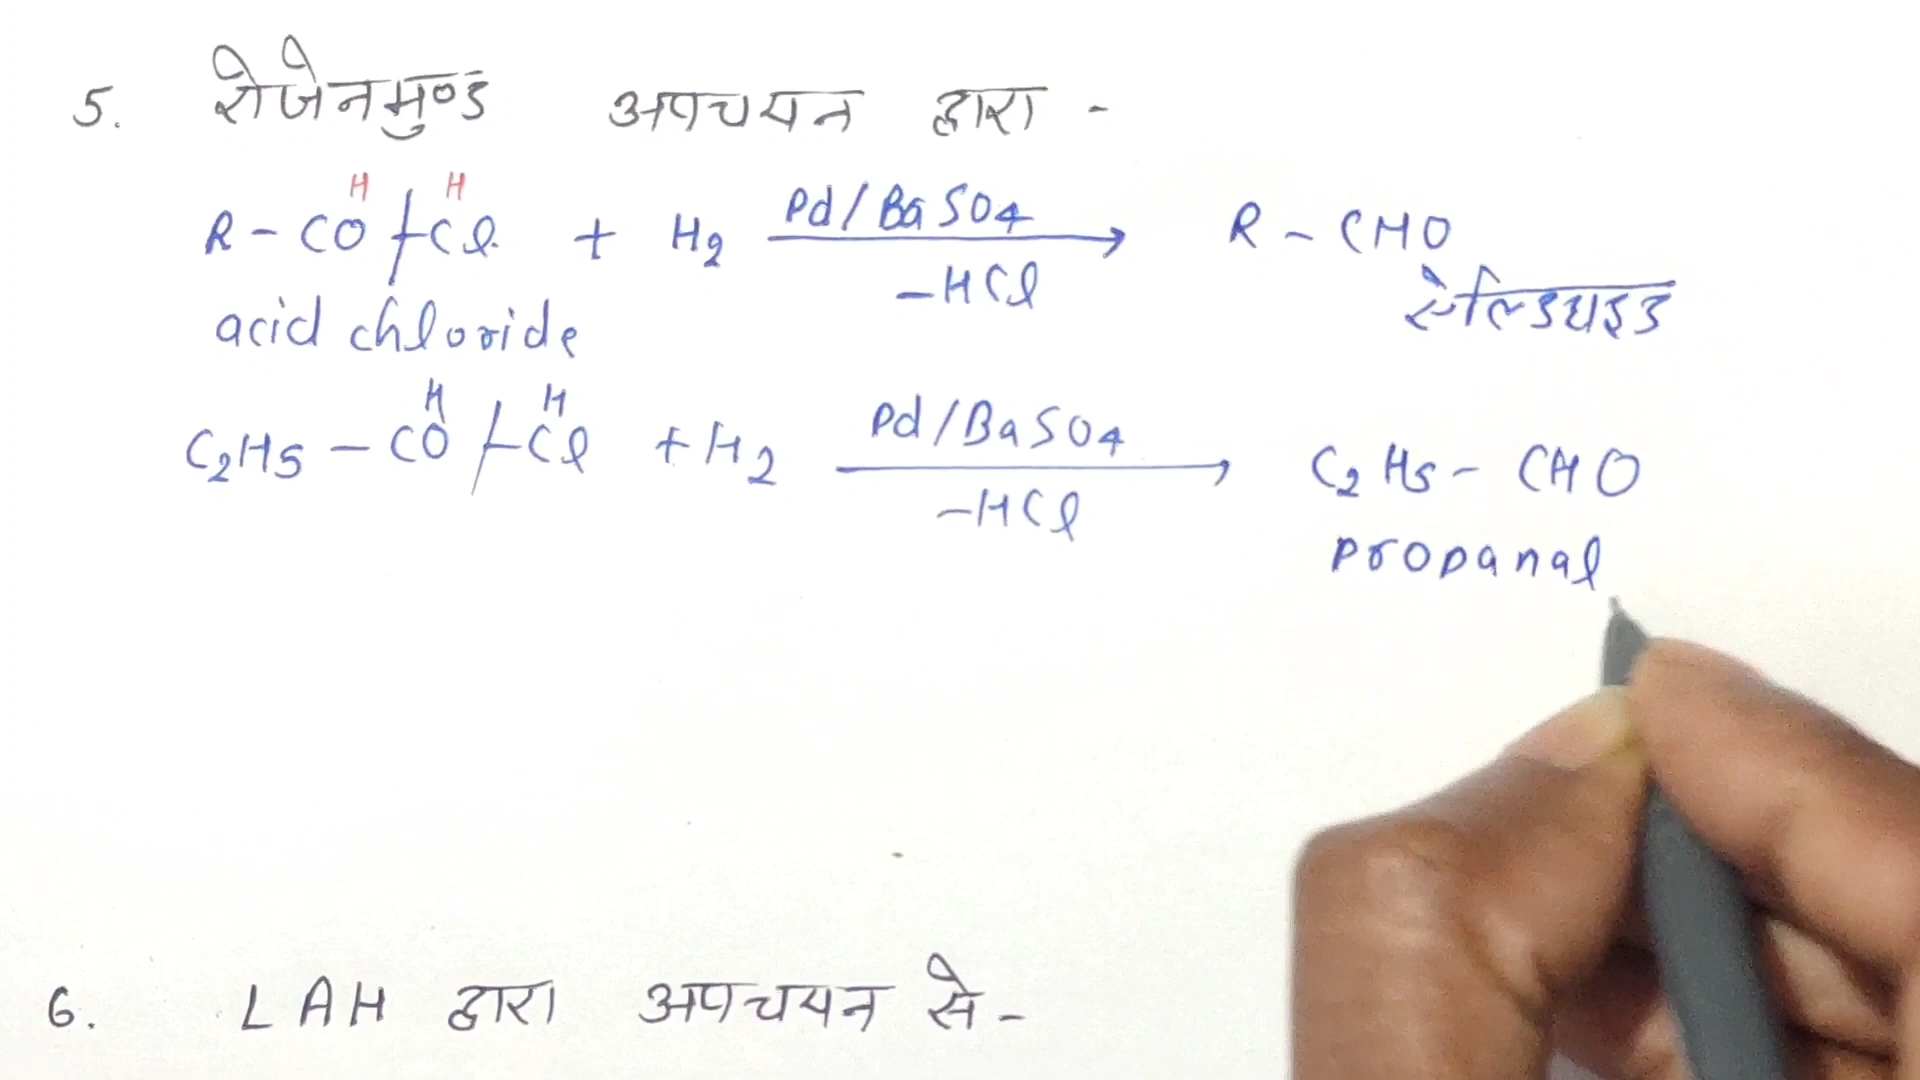 5. रोजेनमुण्ड अपचयन द्वारा -
H H
R - CO + Cl + H2 Pd/BaSO4 R - CHO
-HCl
acid chloride ऐल्डिहाइड
H H
C2H5 - CO + Cl + H2 Pd/BaSO4 C2H5 - CHO
-HCl
propanal
6. LAH द्वारा अपचयन से -